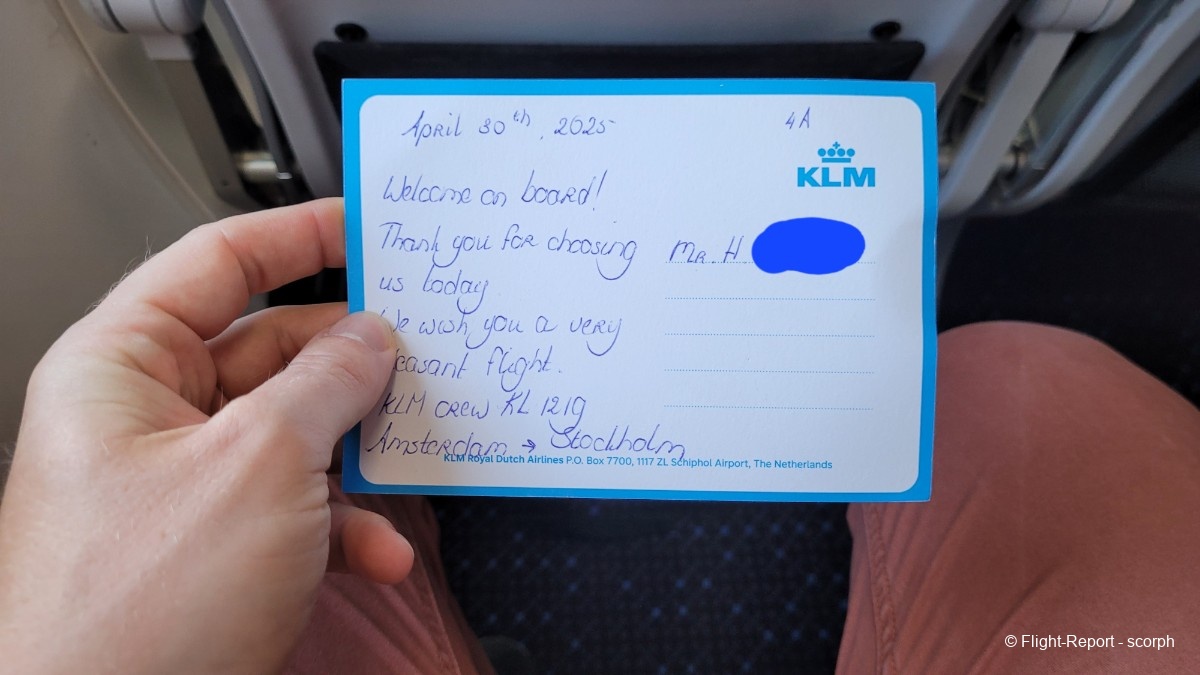 April 30th, 2025
4A
KLM
Welcome on board!
Thank you for choosing
us today.
We wish you a very
pleasant flight.
KLM crew KL 1219
Amsterdam → Stockholm
Mr. H
KLM Royal Dutch Airlines P.O. Box 7700, 1117 ZL Schiphol Airport, The Netherlands
© Flight-Report - scorph